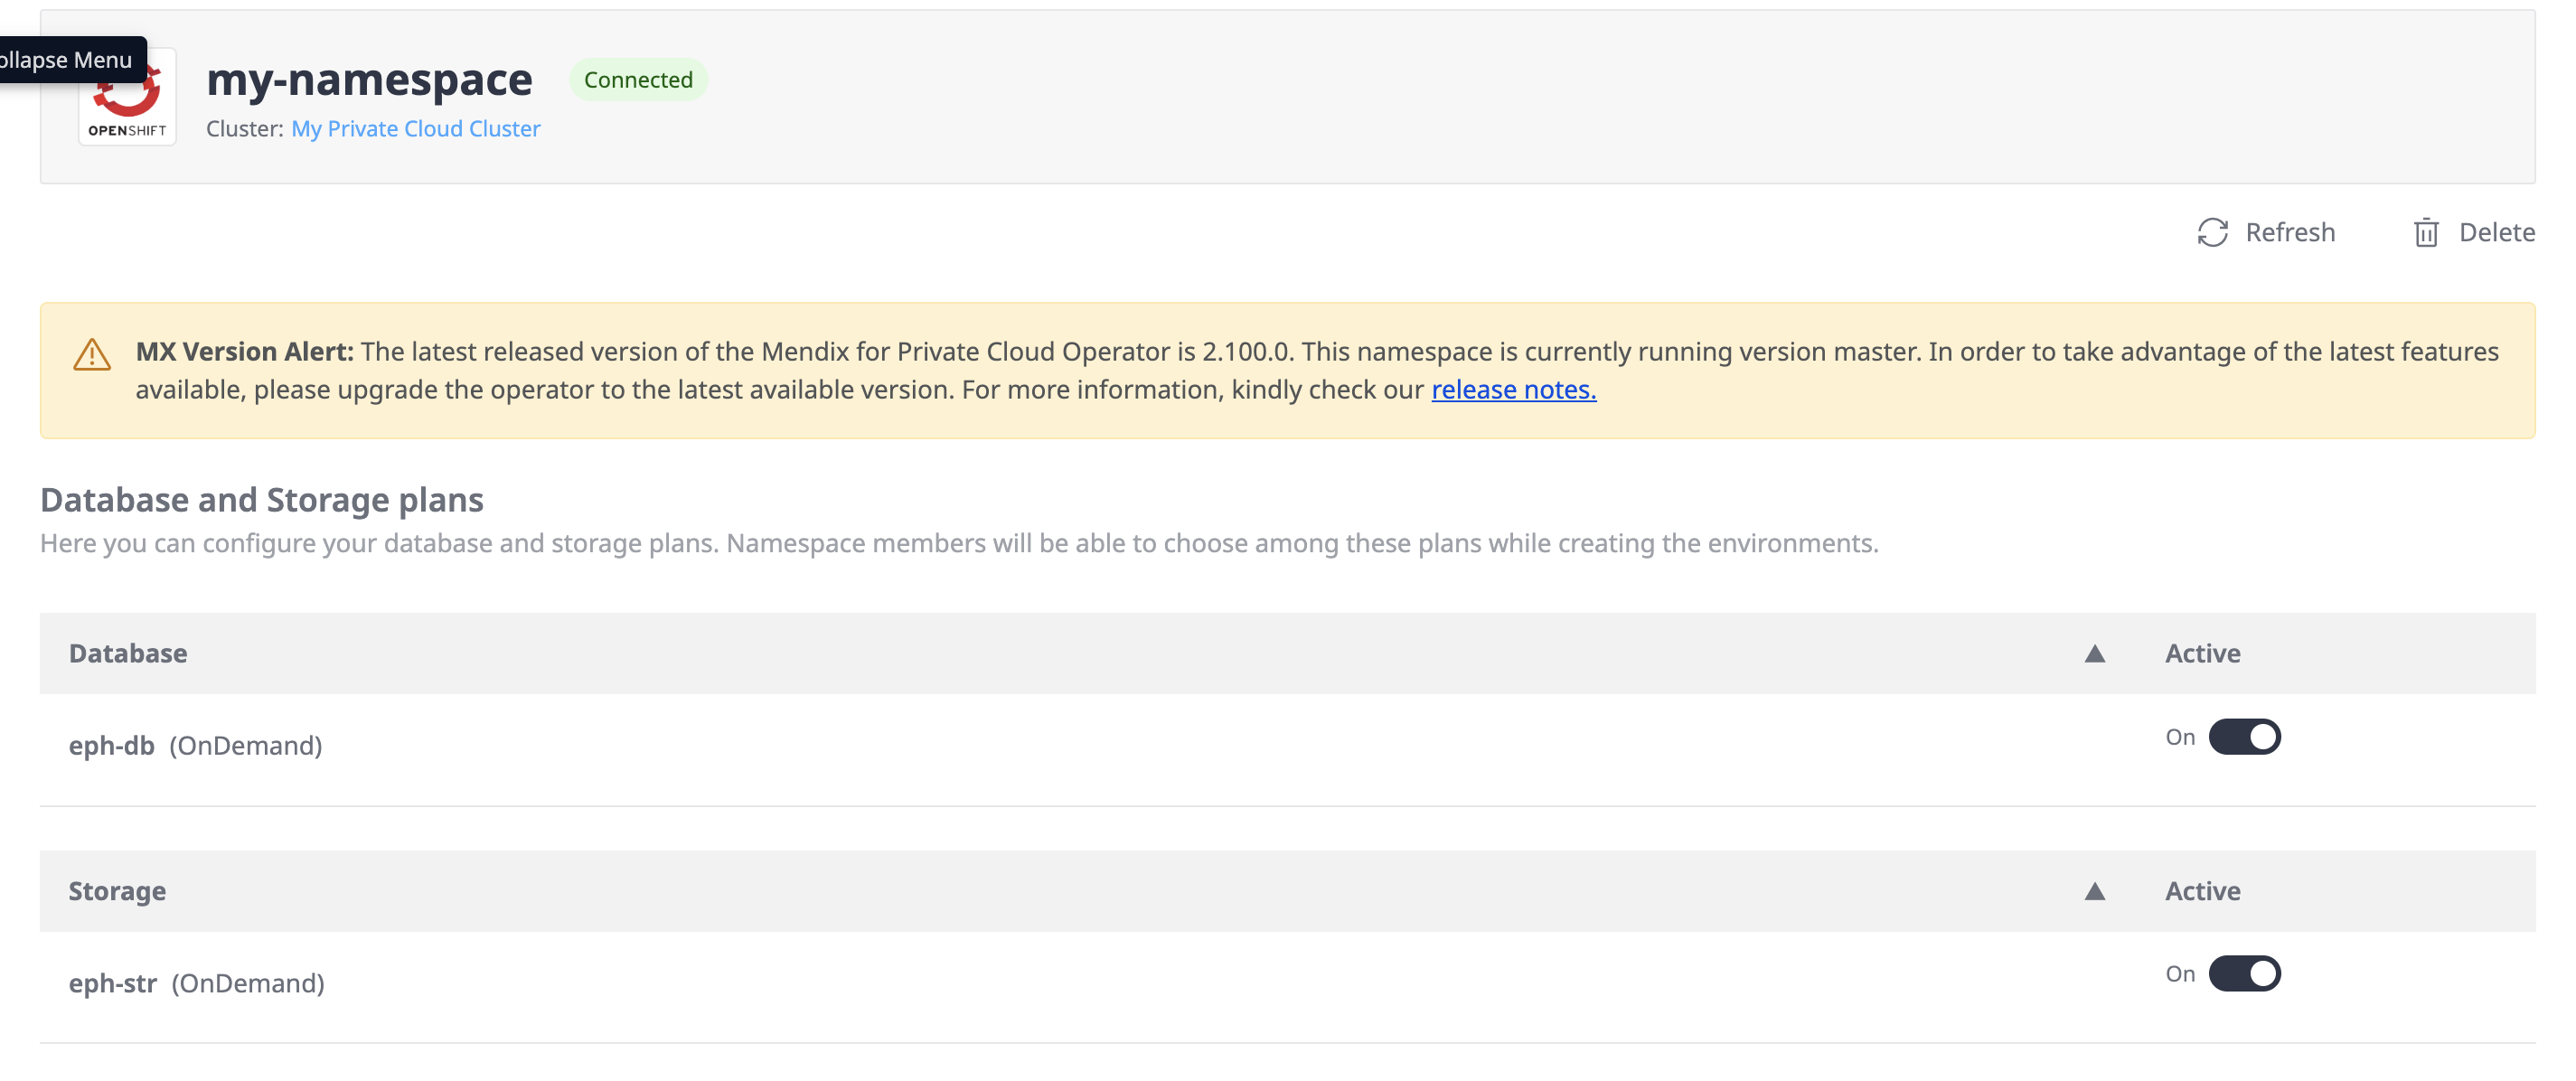 ollapse Menu
OPENSHIFT
my-namespace
Connected
Cluster: My Private Cloud Cluster
Refresh
Delete
MX Version Alert: The latest released version of the Mendix for Private Cloud Operator is 2.100.0. This namespace is currently running version master. In order to take advantage of the latest features
available, please upgrade the operator to the latest available version. For more information, kindly check our release notes.
Database and Storage plans
Here you can configure your database and storage plans. Namespace members will be able to choose among these plans while creating the environments.
Database
Active
eph-db (OnDemand)
On
Storage
Active
eph-str (OnDemand)
On